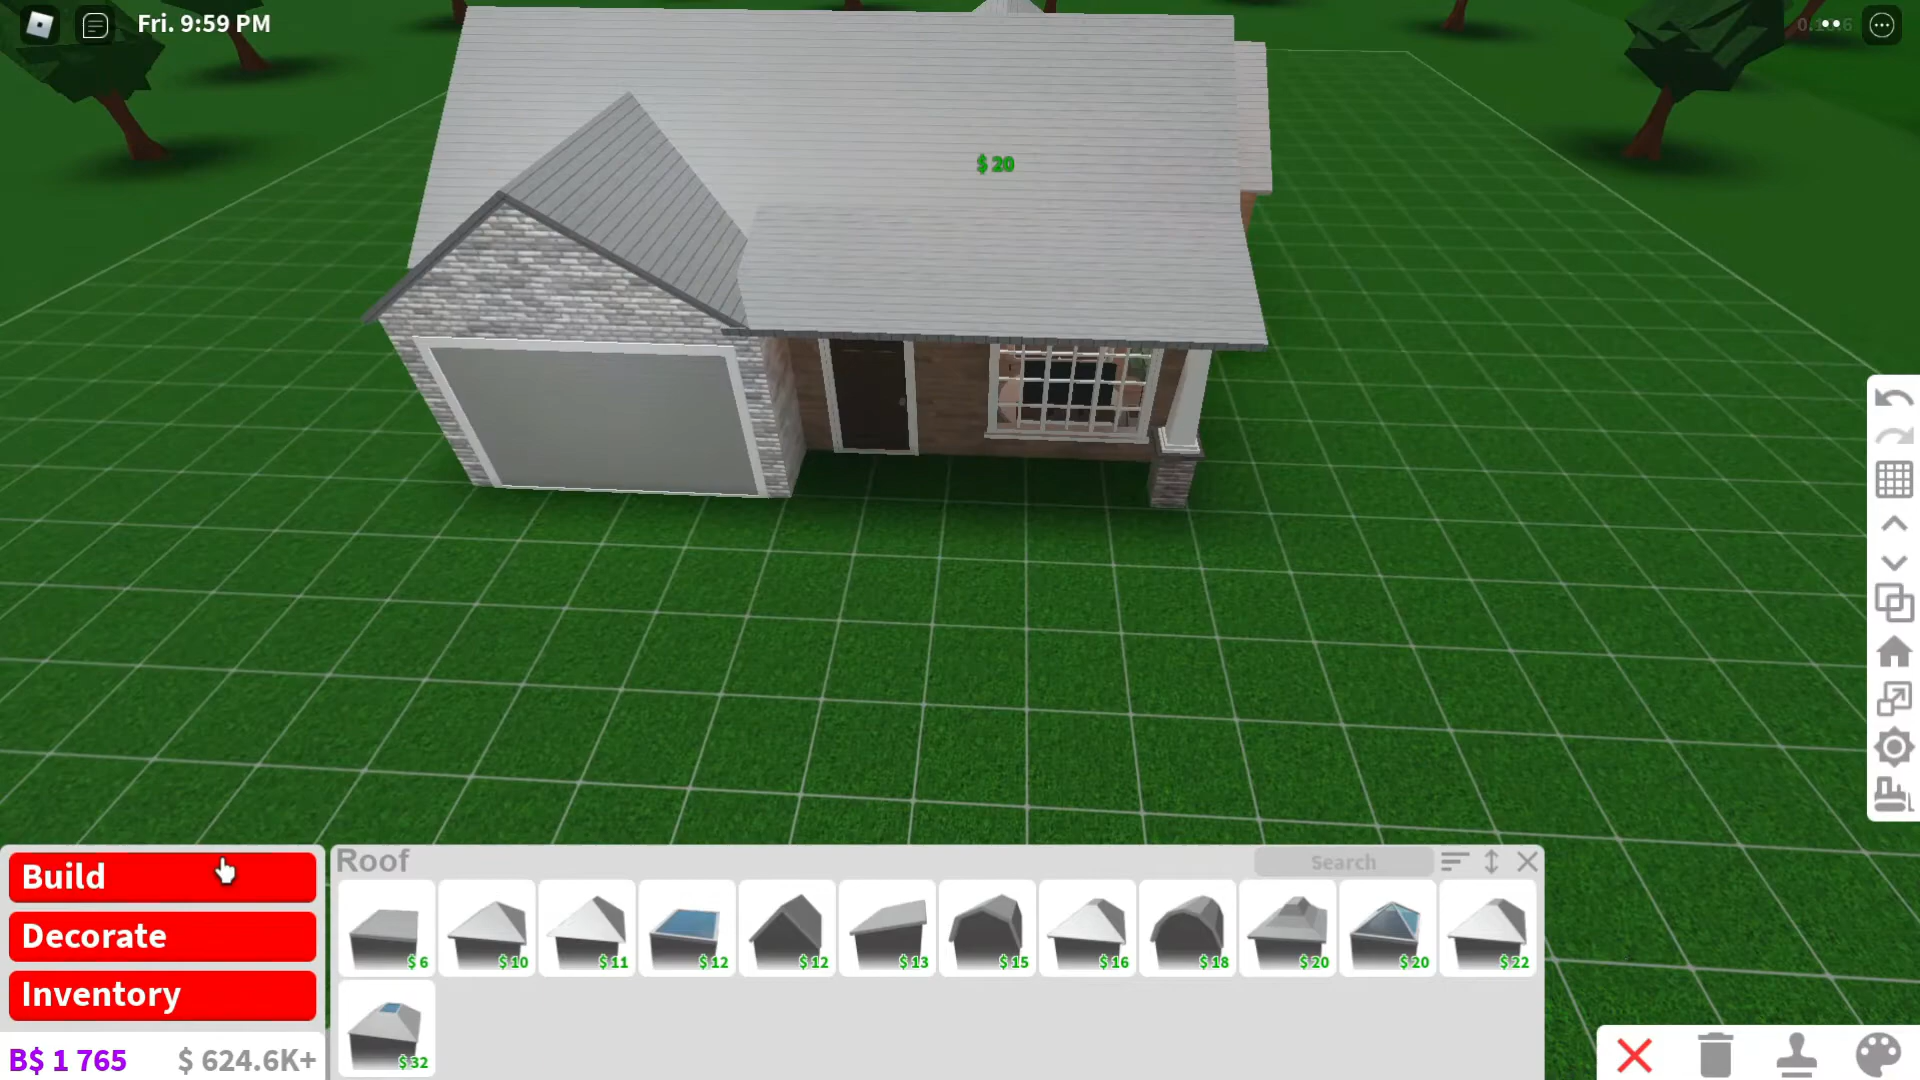 Fri. 9:59 PM
$ 20
Build
Decorate
Inventory
B$ 1 765
$ 624.6K+
Roof
Search
$ 6
$ 10
$ 11
$ 12
$ 12
$ 13
$ 15
$ 16
$ 18
$ 20
$ 20
$ 22
$ 32